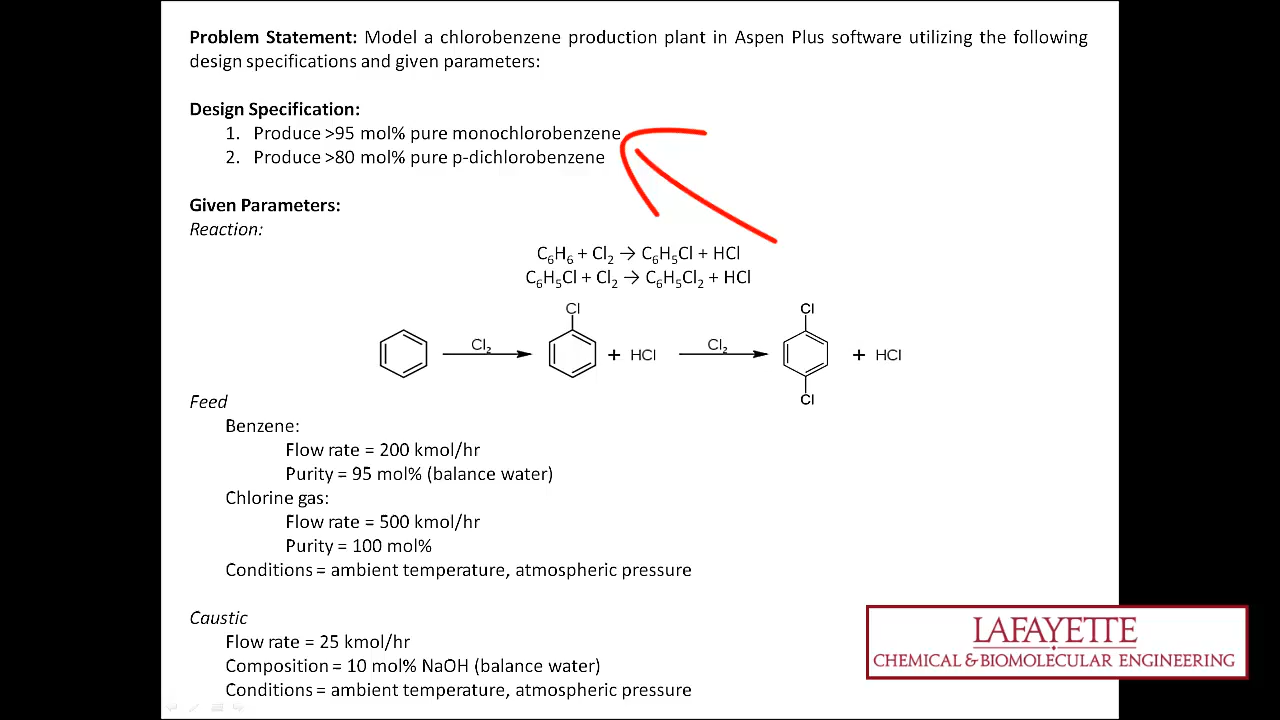 Problem Statement: Model a chlorobenzene production plant in Aspen Plus software utilizing the following
design specifications and given parameters:
Design Specification:
1. Produce >95 mol% pure monochlorobenzene
2. Produce >80 mol% pure p-dichlorobenzene
Given Parameters:
Reaction:
C₆H₆ + Cl₂ → C₆H₅Cl + HCl
C₆H₅Cl + Cl₂ → C₆H₅Cl₂ + HCl
Cl Cl
Cl₂ Cl₂
+ HCl + HCl
Cl
Feed
Benzene:
Flow rate = 200 kmol/hr
Purity = 95 mol% (balance water)
Chlorine gas:
Flow rate = 500 kmol/hr
Purity = 100 mol%
Conditions = ambient temperature, atmospheric pressure
Caustic
Flow rate = 25 kmol/hr
Composition = 10 mol% NaOH (balance water)
Conditions = ambient temperature, atmospheric pressure
LAFAYETTE
CHEMICAL & BIOMOLECULAR ENGINEERING